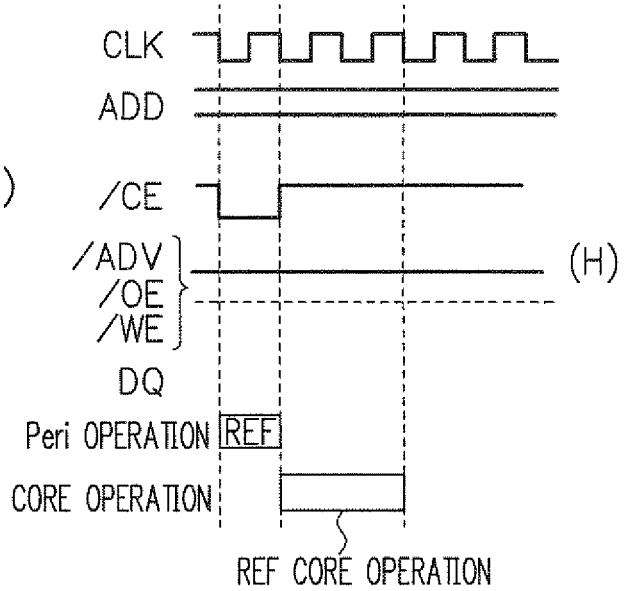 CLK
ADD
)
/CE
/ADV
/OE
/WE
(H)
DQ
Peri OPERATION REF
CORE OPERATION
REF CORE OPERATION